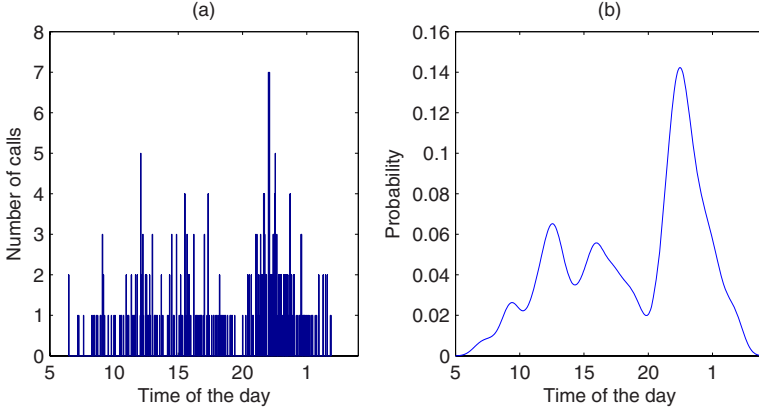 (a)
8
7
6
5
4
3
2
1
0
Number of calls
5 10 15 20 1
Time of the day
(b)
0.16
0.14
0.12
0.1
0.08
0.06
0.04
0.02
0
Probability
5 10 15 20 1
Time of the day